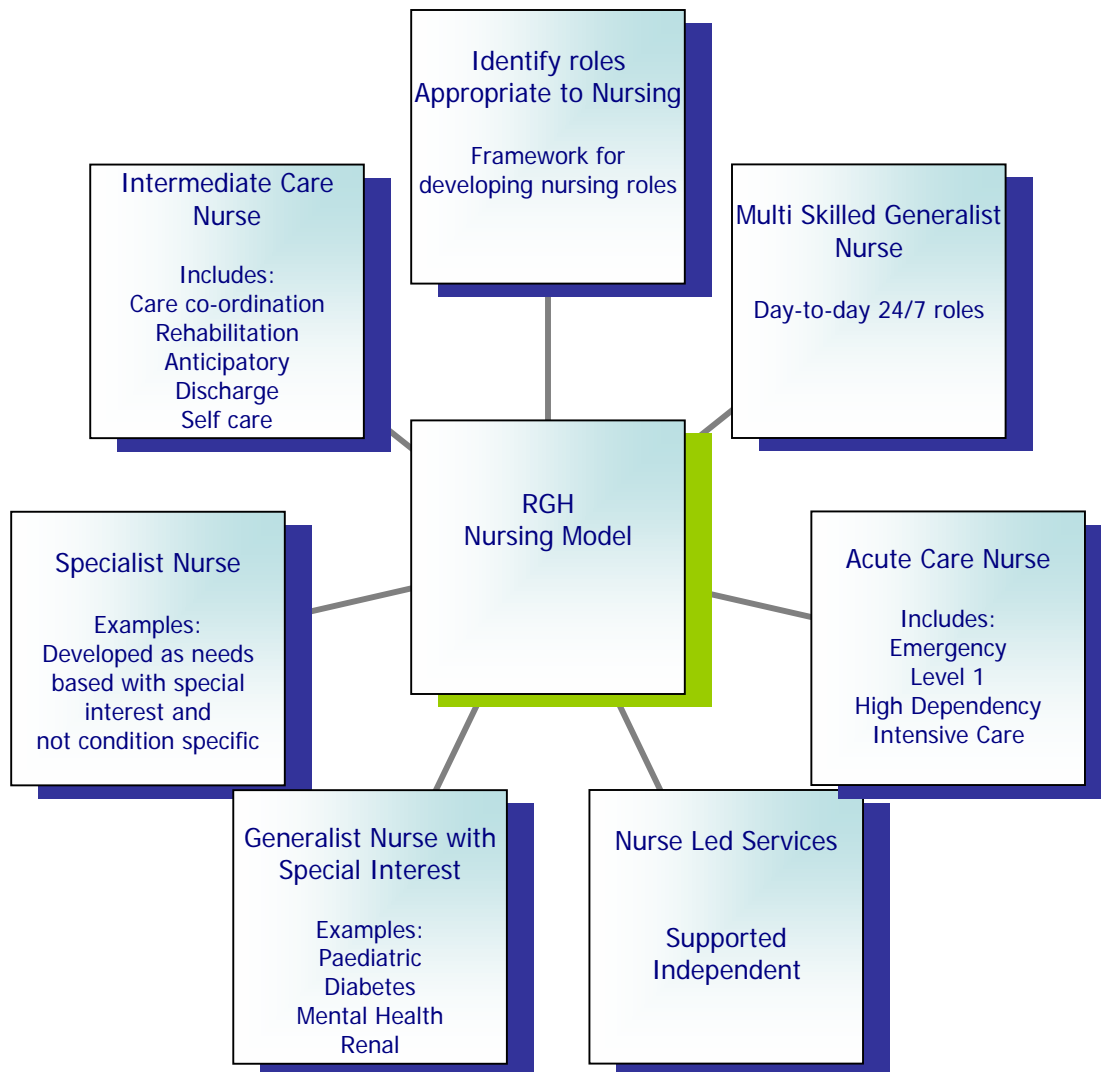 Identify roles
Appropriate to Nursing
Framework for
developing nursing roles
Intermediate Care
Nurse
Includes:
Care co-ordination
Rehabilitation
Anticipatory
Discharge
Self care
Multi Skilled Generalist
Nurse
Day-to-day 24/7 roles
RGH
Nursing Model
Specialist Nurse
Examples:
Developed as needs
based with special
interest and
not condition specific
Acute Care Nurse
Includes:
Emergency
Level 1
High Dependency
Intensive Care
Generalist Nurse with
Special Interest
Examples:
Paediatric
Diabetes
Mental Health
Renal
Nurse Led Services
Supported
Independent